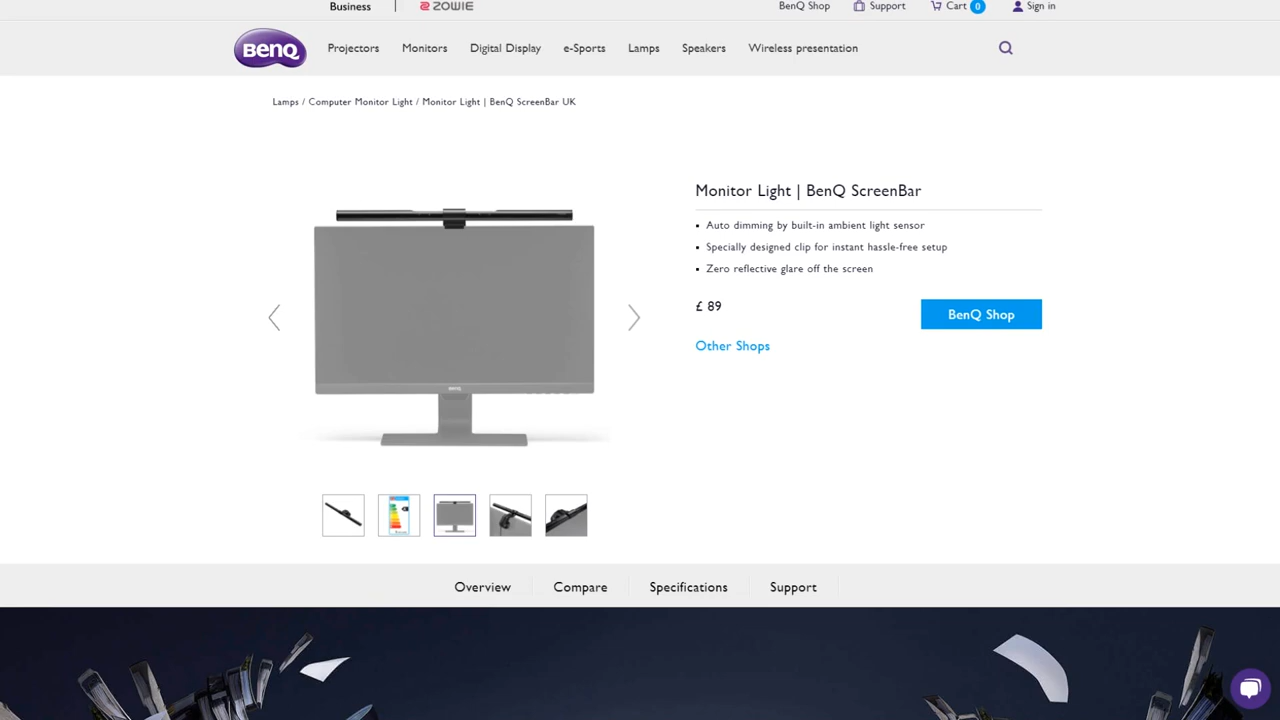 Business
ZOWIE
BenQ Shop
Support
Cart 0
Sign in
BenQ
Projectors
Monitors
Digital Display
e-Sports
Lamps
Speakers
Wireless presentation
Lamps / Computer Monitor Light / Monitor Light | BenQ ScreenBar UK
Monitor Light | BenQ ScreenBar
Auto dimming by built-in ambient light sensor
Specially designed clip for instant hassle-free setup
Zero reflective glare off the screen
£ 89
BenQ Shop
Other Shops
BenQ
Overview
Compare
Specifications
Support